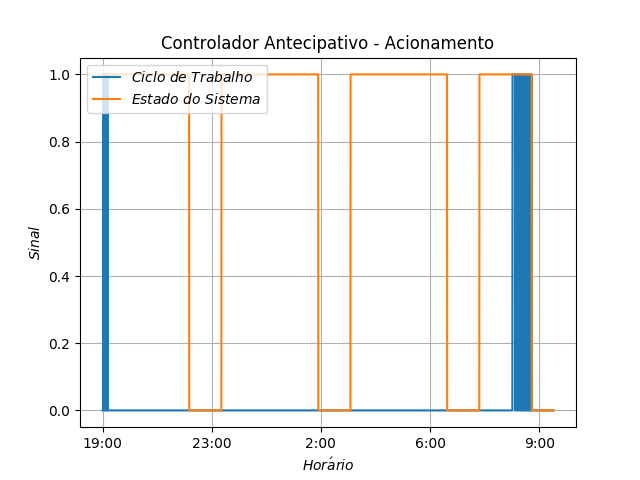 Controlador Antecipativo - Acionamento
Ciclo de Trabalho
Estado do Sistema
1.0
0.8
0.6
0.4
0.2
0.0
Sinal
19:00 23:00 2:00 6:00 9:00
Horário